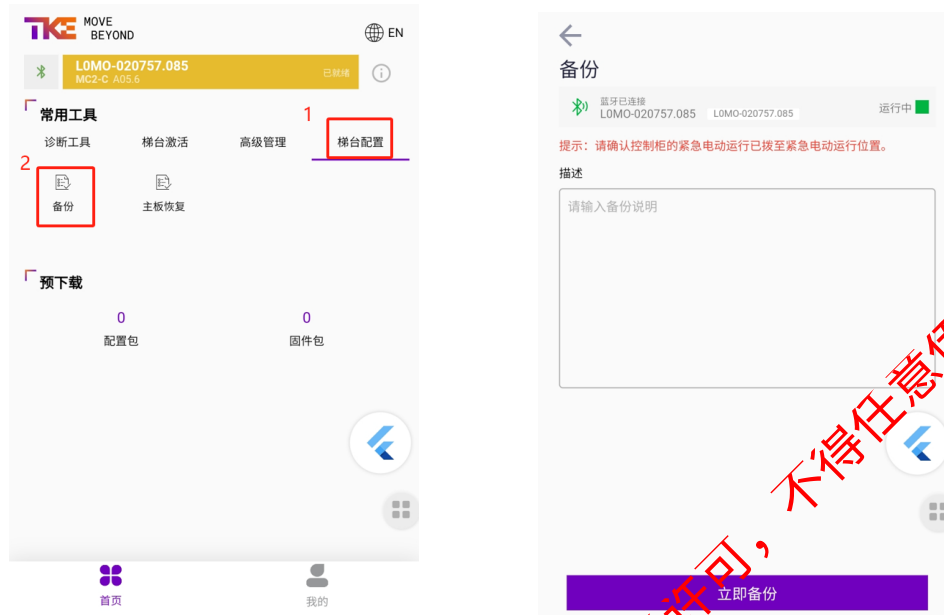 TKE MOVE
BEYOND
EN
L0MO-020757.085
MC2-C A05.6
已就绪
常用工具
1
诊断工具 梯台激活 高级管理 梯台配置
2
备份 主板恢复
预下载
0 0
配置包 固件包
首页 我的
备份
蓝牙已连接
L0MO-020757.085 L0MO-020757.085 运行中
提示：请确认控制柜的紧急电动运行已拨至紧急电动运行位置。
描述
请输入备份说明
立即备份
许可，不得任意